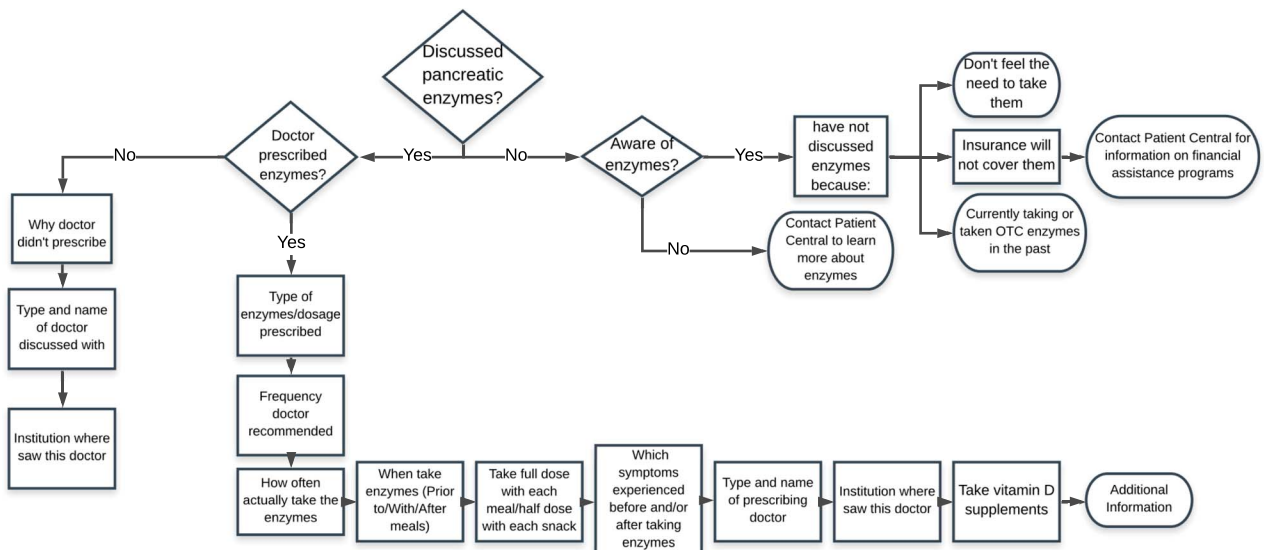 Discussed
pancreatic
enzymes?
Doctor
prescribed
enzymes?
No
Yes
No
Aware of
enzymes?
Yes
have not
discussed
enzymes
because:
Don't feel the
need to take
them
Insurance will
not cover them
Contact Patient Central for
information on financial
assistance programs
Currently taking or
taken OTC enzymes
in the past
No
Contact Patient
Central to learn
more about
enzymes
Why doctor
didn't prescribe
Type and name
of doctor
discussed with
Institution where
saw this doctor
Yes
Type of
enzymes/dosage
prescribed
Frequency
doctor
recommended
How often
actually take the
enzymes
When take
enzymes (Prior
to/With/After
meals)
Take full dose
with each
meal/half dose
with each snack
Which
symptoms
experienced
before and/or
after taking
enzymes
Type and name
of prescribing
doctor
Institution where
saw this doctor
Take vitamin D
supplements
Additional
Information